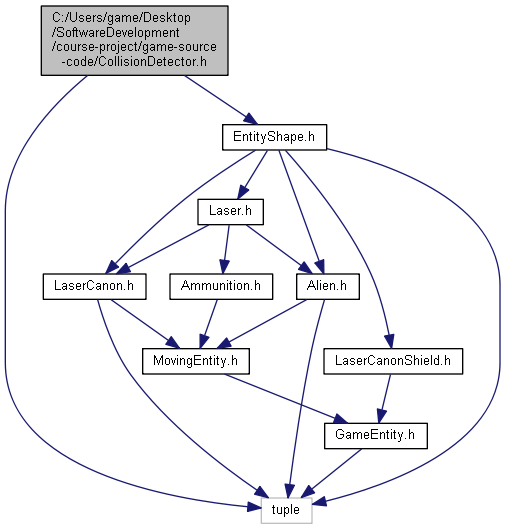 C:/Users/game/Desktop
/SoftwareDevelopment
/course-project/game-source
-code/CollisionDetector.h
EntityShape.h
Laser.h
LaserCanon.h
Ammunition.h
Alien.h
MovingEntity.h
LaserCanonShield.h
GameEntity.h
tuple